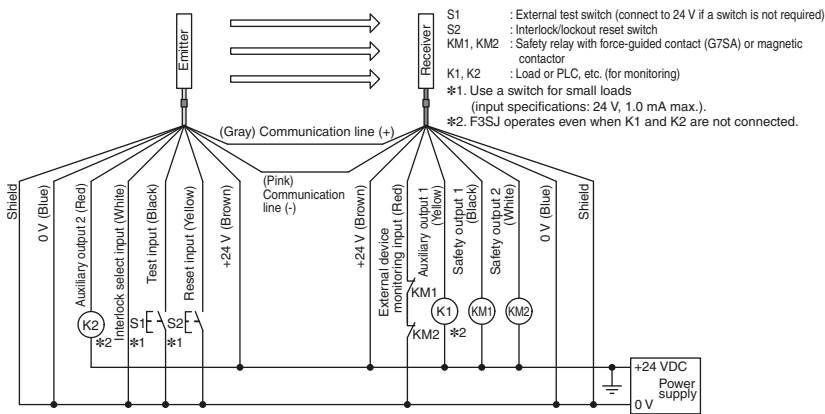 Emitter
Receiver
S1 : External test switch (connect to 24 V if a switch is not required)
S2 : Interlock/lockout reset switch
KM1, KM2 : Safety relay with force-guided contact (G7SA) or magnetic
contactor
K1, K2 : Load or PLC, etc. (for monitoring)
✻1. Use a switch for small loads
(input specifications: 24 V, 1.0 mA max.).
✻2. F3SJ operates even when K1 and K2 are not connected.
(Gray) Communication line (+)
(Pink)
Communication
line (-)
Shield
0 V (Blue)
Auxiliary output 2 (Red)
Interlock select input (White)
Test input (Black)
Reset input (Yellow)
+24 V (Brown)
+24 V (Brown)
External device
monitoring input (Red)
Auxiliary output 1
(Yellow)
Safety output 1
(Black)
Safety output 2
(White)
0 V (Blue)
Shield
KM1
K2
✻2
S1
✻1
S2
✻1
KM2
K1
✻2
KM1
KM2
+24 VDC
Power
supply
0 V